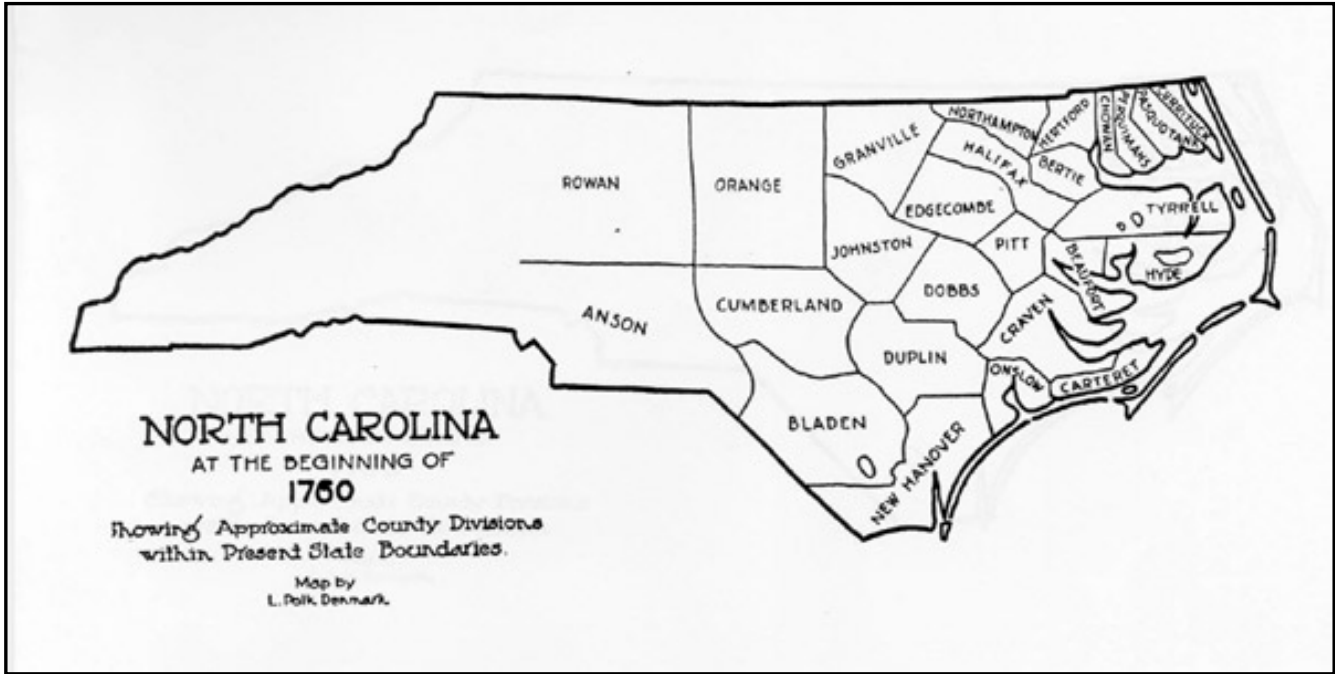 NORTHAMPTON
HERTFORD
CHOWAN
PERQUIMANS
PASQUOTANK
CURRITUCK
GRANVILLE
HALIFAX
BERTIE
ROWAN
ORANGE
EDGECOMBE
TYRRELL
JOHNSTON
PITT
BEAUFORT
HYDE
DOBBS
CUMBERLAND
ANSON
CRAVEN
DUPLIN
ONSLOW
CARTERET
BLADEN
NEW HANOVER
NORTH CAROLINA
AT THE BEGINNING OF
1760
Showing Approximate County Divisions
within Present State Boundaries.
Map by
L. Polk Denmark